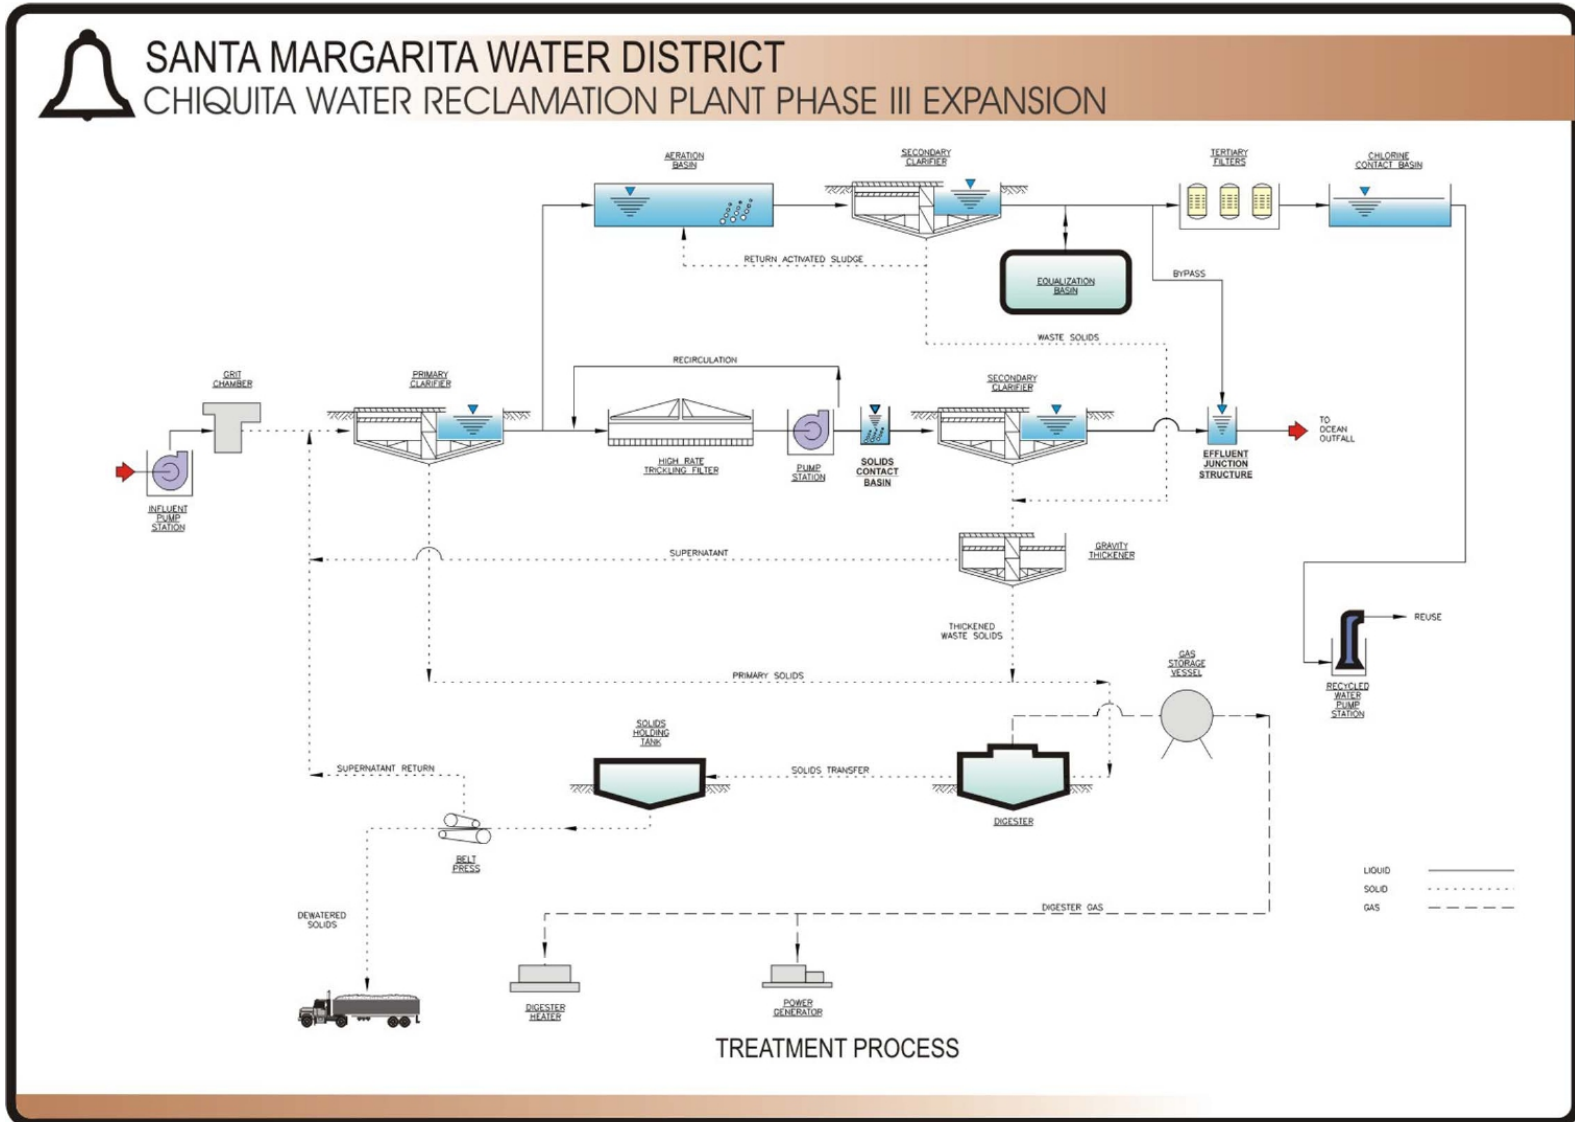 SANTA MARGARITA WATER DISTRICT
CHIQUITA WATER RECLAMATION PLANT PHASE III EXPANSION
AERATION
BASIN
SECONDARY
CLARIFIER
TERTIARY
FILTERS
CHLORINE
CONTACT BASIN
RETURN ACTIVATED SLUDGE
EQUALIZATION
BASIN
BYPASS
WASTE SOLIDS
GRIT
CHAMBER
PRIMARY
CLARIFIER
RECIRCULATION
SECONDARY
CLARIFIER
TO
OCEAN
OUTFALL
INFLUENT
PUMP
STATION
HIGH RATE
TRICKLING FILTER
PUMP
STATION
SOLIDS
CONTACT
BASIN
EFFLUENT
JUNCTION
STRUCTURE
SUPERNATANT
GRAVITY
THICKENER
THICKENED
WASTE SOLIDS
REUSE
PRIMARY SOLIDS
GAS
STORAGE
VESSEL
RECYCLED
WATER
PUMP
STATION
SOLIDS
HOLDING
TANK
SUPERNATANT RETURN
SOLIDS TRANSFER
DIGESTER
BELT
PRESS
LIQUID
SOLID
GAS
DEWATERED
SOLIDS
DIGESTER GAS
DIGESTER
HEATER
POWER
GENERATOR
TREATMENT PROCESS